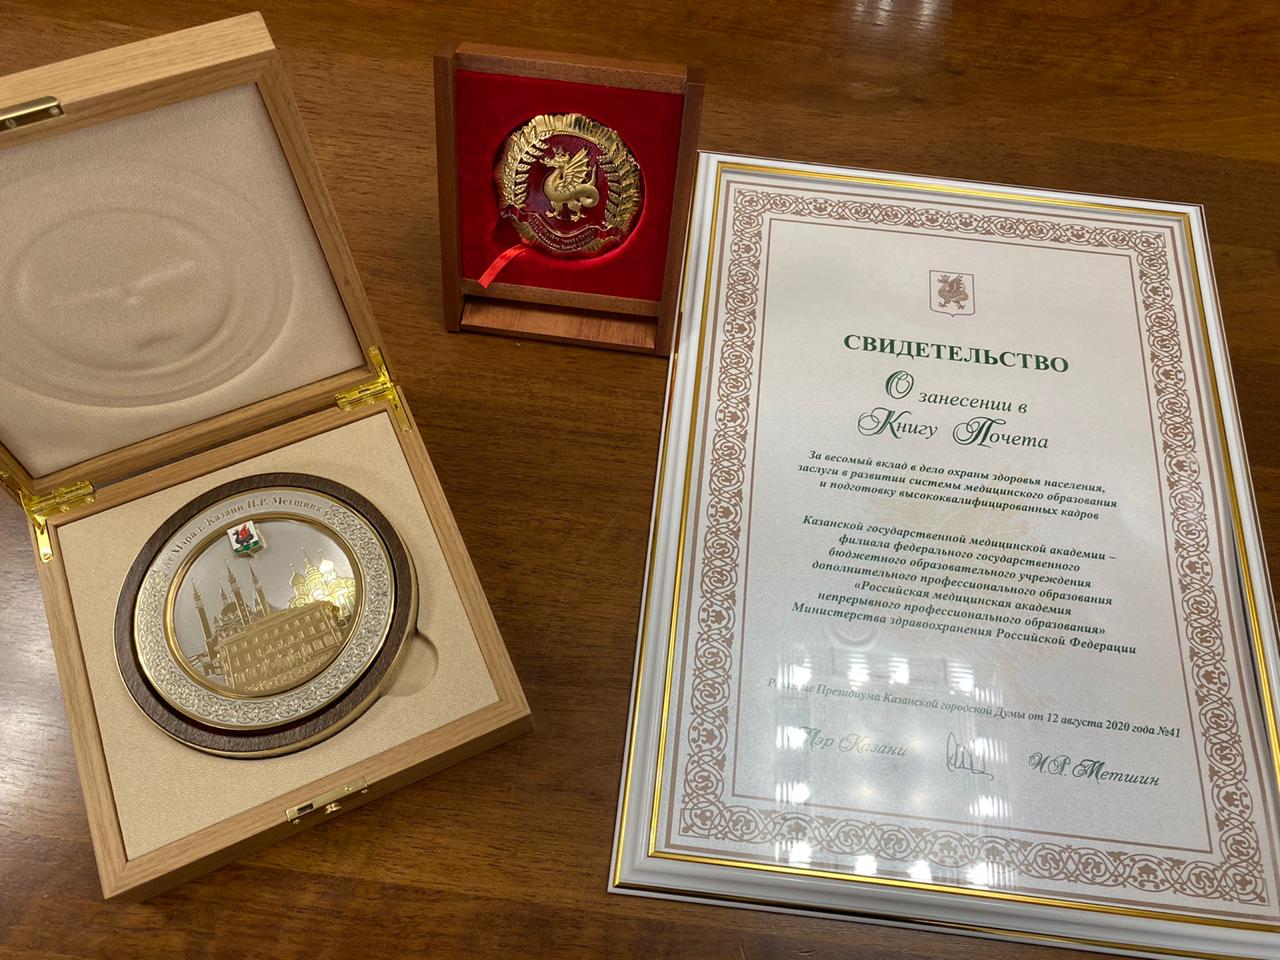 Мэра г. Казани И.Р. Метшина
СВИДЕТЕЛЬСТВО
О занесении в
Книгу Почета
За весомый вклад в дело охраны здоровья населения,
заслуги в развитии системы медицинского образования
и подготовку высококвалифицированных кадров
Казанской государственной медицинской академии –
филиала федерального государственного
бюджетного образовательного учреждения
дополнительного профессионального образования
«Российская медицинская академия
непрерывного профессионального образования»
Министерства здравоохранения Российской Федерации
Решение Президиума Казанской городской Думы от 12 августа 2020 года №41
Мэр Казани И.Р. Метшин